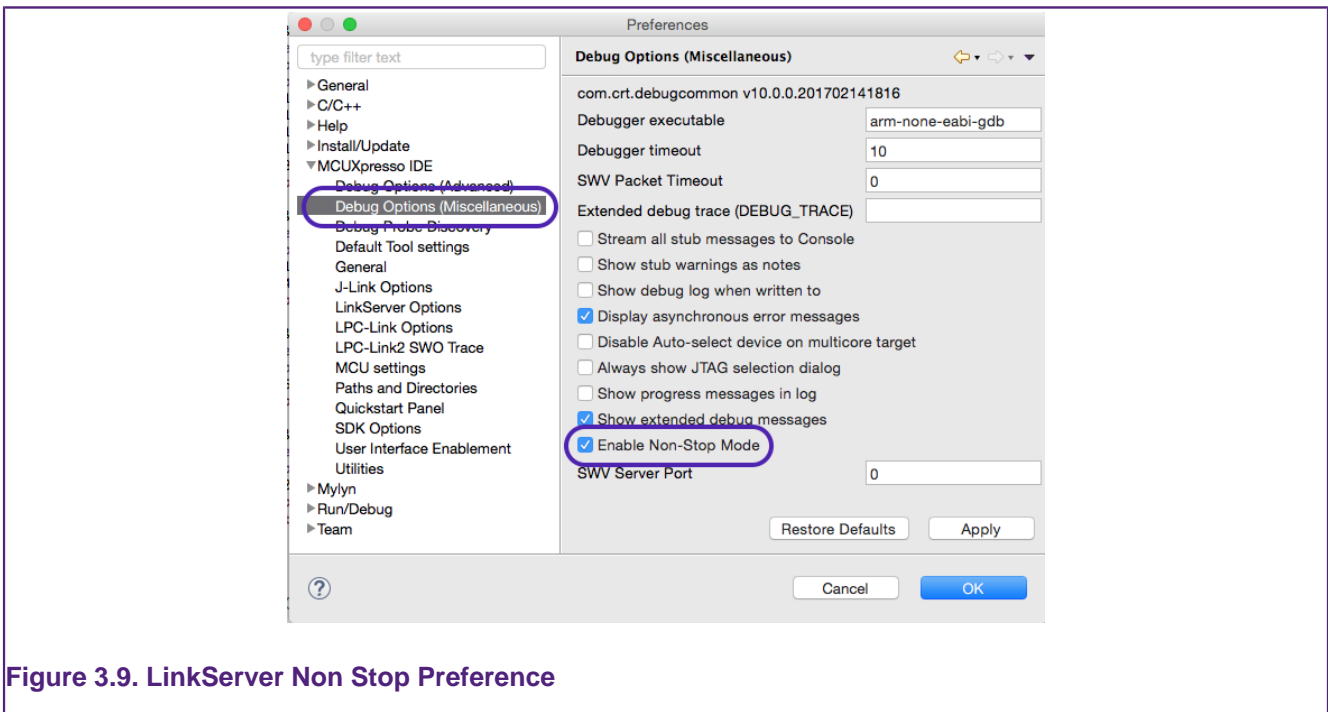 Preferences
type filter text
General
C/C++
Help
Install/Update
MCUXpresso IDE
Debug Options (Advanced)
Debug Options (Miscellaneous)
Debug Probe Discovery
Default Tool settings
General
J-Link Options
LinkServer Options
LPC-Link Options
LPC-Link2 SWO Trace
MCU settings
Paths and Directories
Quickstart Panel
SDK Options
User Interface Enablement
Utilities
Mylyn
Run/Debug
Team
Debug Options (Miscellaneous)
com.crt.debugcommon v10.0.0.201702141816
Debugger executable arm-none-eabi-gdb
Debugger timeout 10
SWV Packet Timeout 0
Extended debug trace (DEBUG_TRACE)
Stream all stub messages to Console
Show stub warnings as notes
Show debug log when written to
Display asynchronous error messages
Disable Auto-select device on multicore target
Always show JTAG selection dialog
Show progress messages in log
Show extended debug messages
Enable Non-Stop Mode
SWV Server Port 0
Restore Defaults Apply
? Cancel OK
Figure 3.9. LinkServer Non Stop Preference